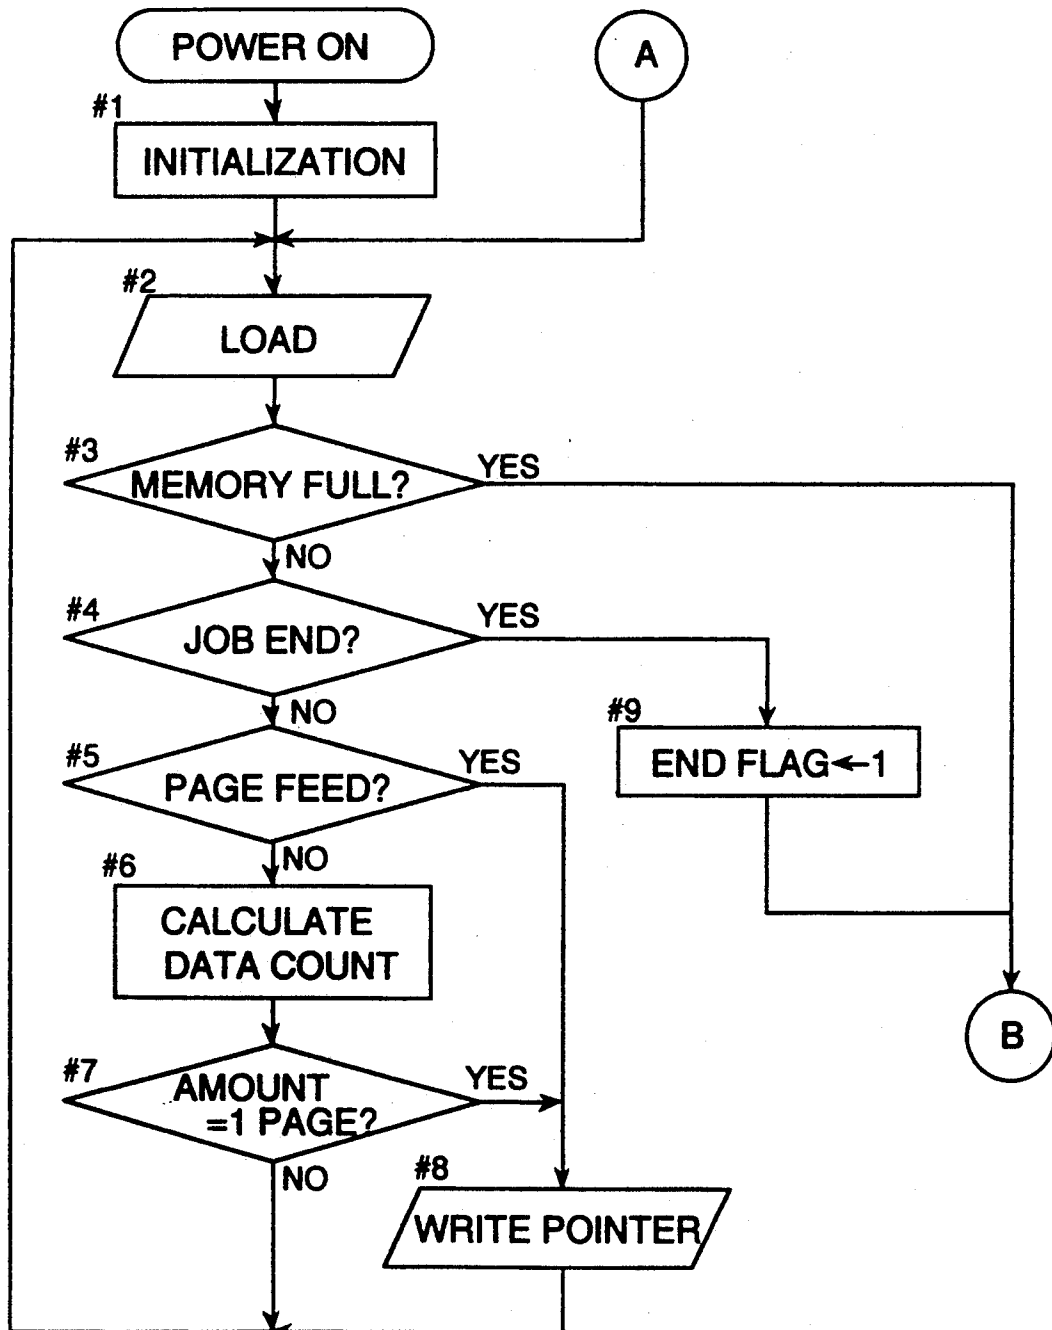 POWER ON
A
#1
INITIALIZATION
#2
LOAD
#3
MEMORY FULL?
YES
NO
#4
JOB END?
YES
NO
#9
END FLAG←1
#5
PAGE FEED?
YES
NO
#6
CALCULATE
DATA COUNT
B
#7
AMOUNT
=1 PAGE?
YES
NO
#8
WRITE POINTER